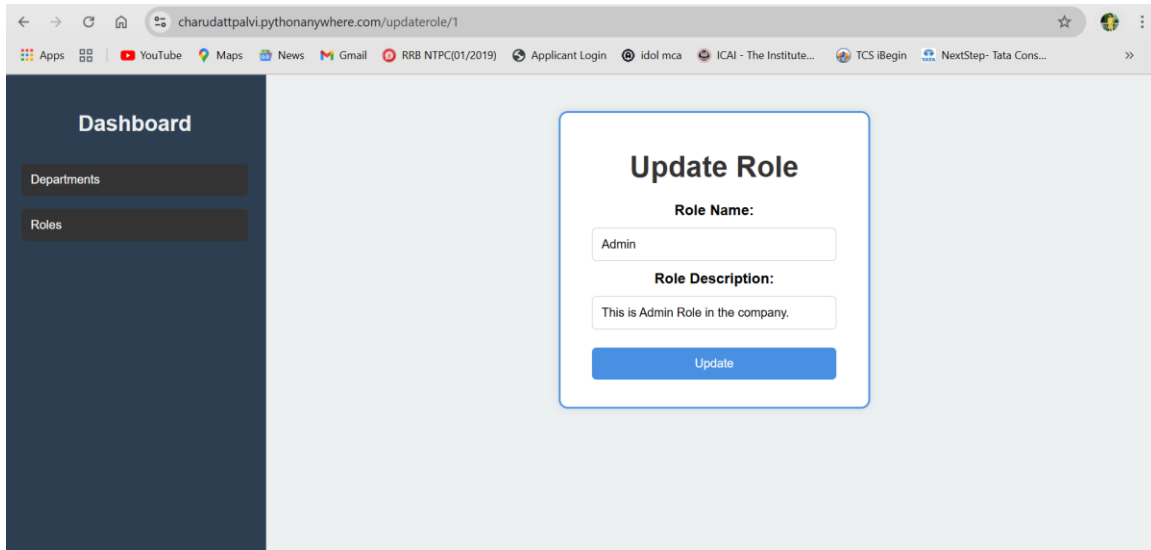 charudattpalvi.pythonanywhere.com/updaterole/1
Apps YouTube Maps News Gmail RRB NTPC(01/2019) Applicant Login idol mca ICAI - The Institute... TCS iBegin NextStep- Tata Cons... »
Dashboard
Departments
Roles
Update Role
Role Name:
Admin
Role Description:
This is Admin Role in the company.
Update